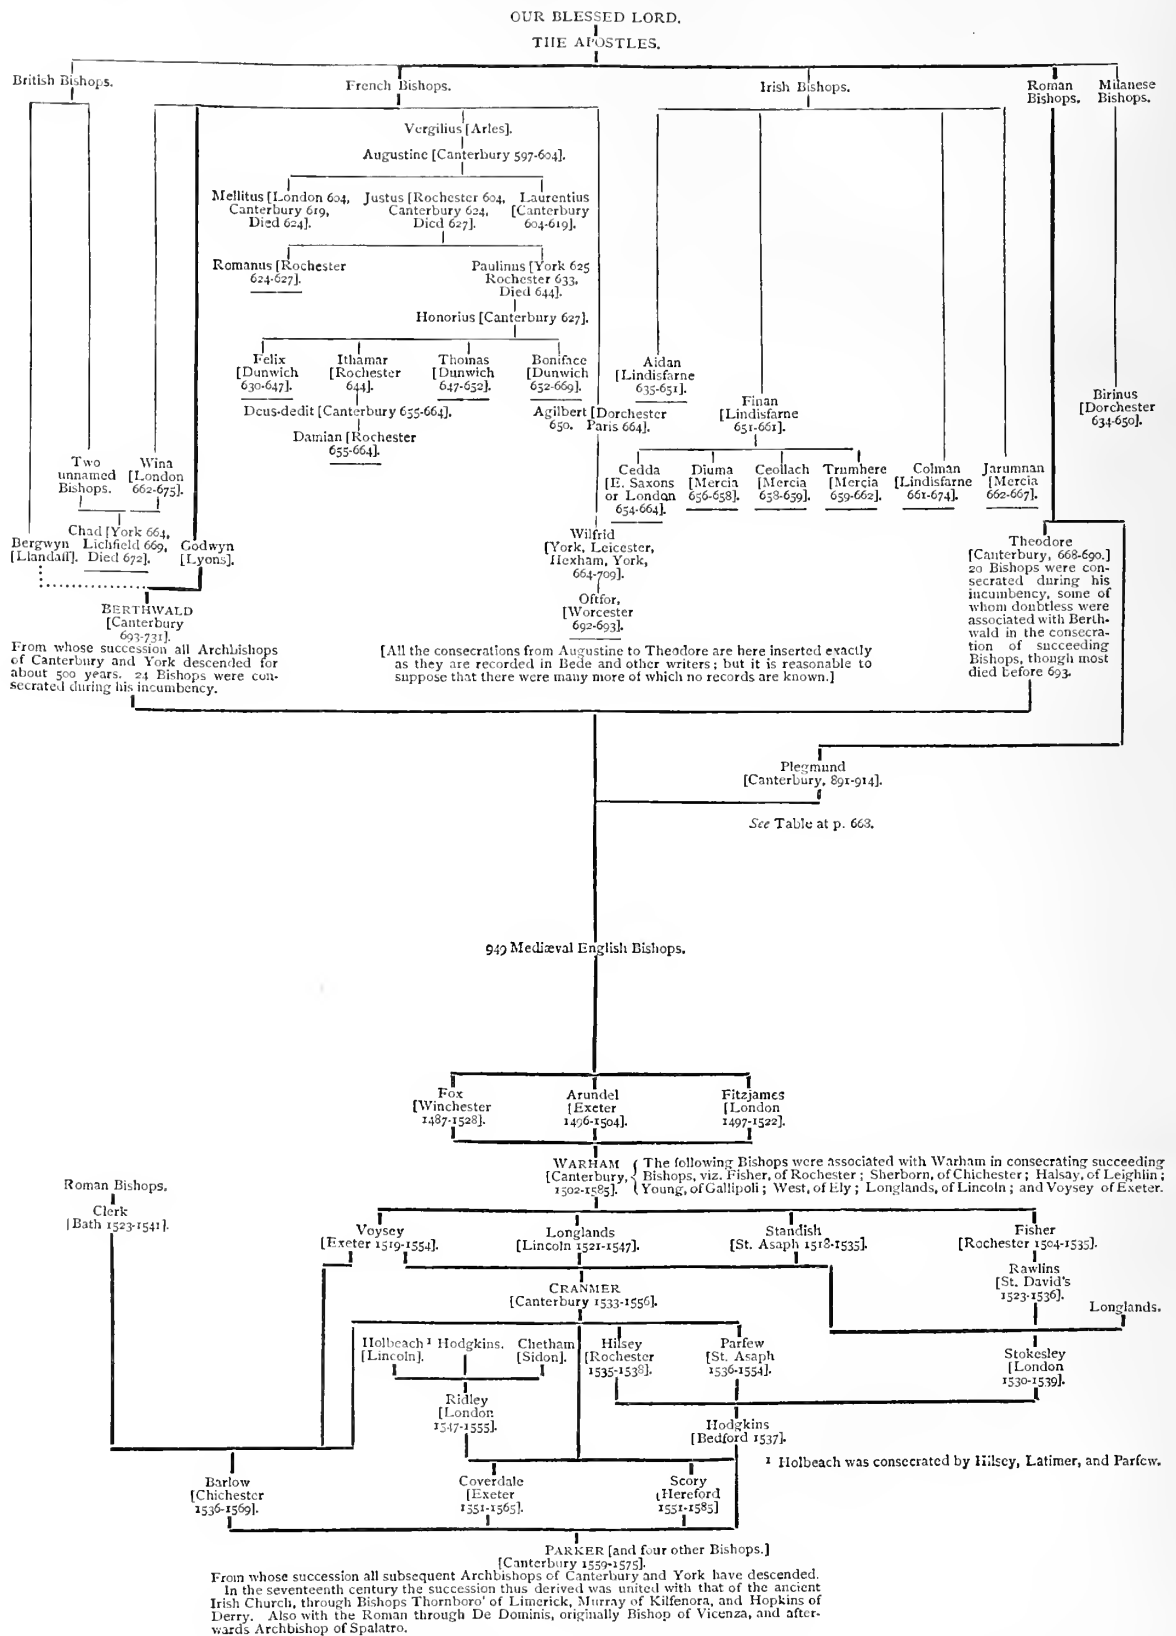 OUR BLESSED LORD.
THE APOSTLES.
British Bishops.
French Bishops.
Irish Bishops.
Roman
Bishops.
Milanese
Bishops.
Vergilius [Arles].
Augustine [Canterbury 597-604].
Mellitus [London 604,
Canterbury 619,
Died 624].
Justus [Rochester 604,
Canterbury 624,
Died 627].
Laurentius
[Canterbury
604-619].
Romanus [Rochester
624-627].
Paulinus [York 625
Rochester 633,
Died 644].
Honorius [Canterbury 627].
Felix
[Dunwich
630-647].
Ithamar
[Rochester
644].
Thomas
[Dunwich
647-652].
Boniface
[Dunwich
652-669].
Aidan
[Lindisfarne
635-651].
Finan
[Lindisfarne
651-661].
Birinus
[Dorchester
634-650].
Deus-dedit [Canterbury 655-664].
Agilbert [Dorchester
650. Paris 664].
Damian [Rochester
655-664].
Two
unnamed
Bishops.
Wina
[London
662-675].
Cedda
[E. Saxons
or London
654-664].
Diuma
[Mercia
656-658].
Ceollach
[Mercia
658-659].
Trumhere
[Mercia
659-662].
Colman
[Lindisfarne
661-674].
Jarumnan
[Mercia
662-667].
Bergwyn
[Llandaff].
Chad [York 664,
Lichfield 669,
Died 672].
Godwyn
[Lyons].
Wilfrid
[York, Leicester,
Hexham, York,
664-709].
Oftfor,
[Worcester
692-693].
Theodore
[Canterbury, 668-690.]
20 Bishops were con-
secrated during his
incumbency, some of
whom doubtless were
associated with Berth-
wald in the consecra-
tion of succeeding
Bishops, though most
died before 693.
BERTHWALD
[Canterbury
693-731].
From whose succession all Archbishops
of Canterbury and York descended for
about 500 years. 24 Bishops were con-
secrated during his incumbency.
[All the consecrations from Augustine to Theodore are here inserted exactly
as they are recorded in Bede and other writers; but it is reasonable to
suppose that there were many more of which no records are known.]
Plegmund
[Canterbury, 891-914].
See Table at p. 663.
949 Mediæval English Bishops.
Fox
[Winchester
1487-1528].
Arundel
[Exeter
1496-1504].
Fitzjames
[London
1497-1522].
WARHAM
[Canterbury,
1502-1585].
The following Bishops were associated with Warham in consecrating succeeding
Bishops, viz. Fisher, of Rochester; Sherborn, of Chichester; Halsay, of Leighlin;
Young, of Gallipoli; West, of Ely; Longlands, of Lincoln; and Voysey of Exeter.
Roman Bishops.
Clerk
[Bath 1523-1541].
Voysey
[Exeter 1519-1554].
Longlands
[Lincoln 1521-1547].
Standish
[St. Asaph 1518-1535].
Fisher
[Rochester 1504-1535].
Rawlins
[St. David's
1523-1536].
Longlands.
CRANMER
[Canterbury 1533-1556].
Holbeach ¹
[Lincoln].
Hodgkins.
Chetham
[Sidon].
Hilsey
[Rochester
1535-1538].
Parfew
[St. Asaph
1536-1554].
Stokesley
[London
1530-1539].
Ridley
[London
1547-1555].
Hodgkins
[Bedford 1537].
¹ Holbeach was consecrated by Hilsey, Latimer, and Parfew.
Barlow
[Chichester
1536-1569].
Coverdale
[Exeter
1551-1565].
Scory
[Hereford
1551-1585]
PARKER [and four other Bishops.]
[Canterbury 1559-1575].
From whose succession all subsequent Archbishops of Canterbury and York have descended.
In the seventeenth century the succession thus derived was united with that of the ancient
Irish Church, through Bishops Thornboro' of Limerick, Murray of Kilfenora, and Hopkins of
Derry. Also with the Roman through De Dominis, originally Bishop of Vicenza, and after-
wards Archbishop of Spalatro.